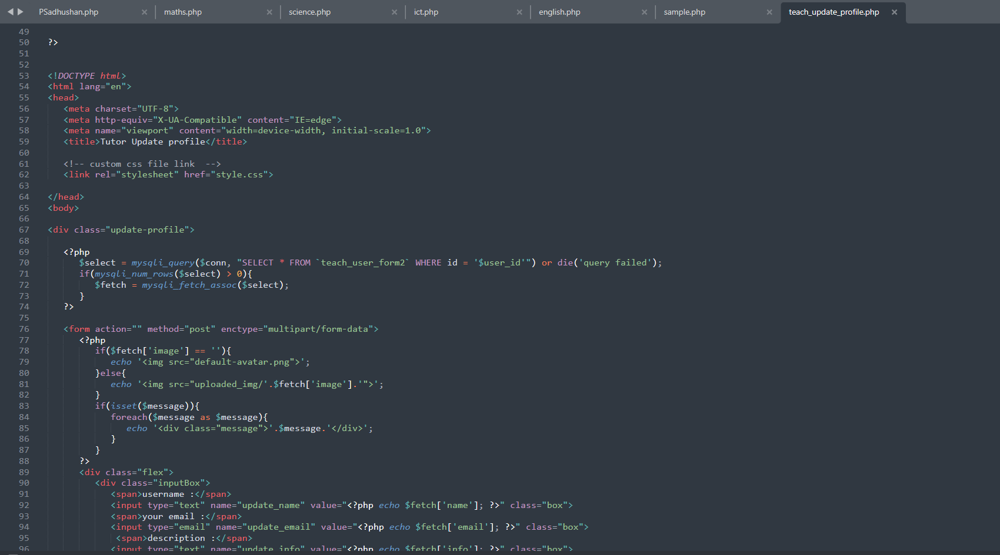 PSadhushan.php × maths.php × science.php × ict.php × english.php × sample.php × teach_update_profile.php ×
49
50 ?>
51
52
53 <!DOCTYPE html>
54 <html lang="en">
55 <head>
56 <meta charset="UTF-8">
57 <meta http-equiv="X-UA-Compatible" content="IE=edge">
58 <meta name="viewport" content="width=device-width, initial-scale=1.0">
59 <title>Tutor Update profile</title>
60
61 <!-- custom css file link  -->
62 <link rel="stylesheet" href="style.css">
63
64 </head>
65 <body>
66
67 <div class="update-profile">
68
69 <?php
70 $select = mysqli_query($conn, "SELECT * FROM `teach_user_form2` WHERE id = '$user_id'") or die('query failed');
71 if(mysqli_num_rows($select) > 0){
72 $fetch = mysqli_fetch_assoc($select);
73 }
74 ?>
75
76 <form action="" method="post" enctype="multipart/form-data">
77 <?php
78 if($fetch['image'] == ''){
79 echo '<img src="default-avatar.png">';
80 }else{
81 echo '<img src="uploaded_img/'.$fetch['image'].'">';
82 }
83 if(isset($message)){
84 foreach($message as $message){
85 echo '<div class="message">'.$message.'</div>';
86 }
87 }
88 ?>
89 <div class="flex">
90 <div class="inputBox">
91 <span>username :</span>
92 <input type="text" name="update_name" value="<?php echo $fetch['name']; ?>" class="box">
93 <span>your email :</span>
94 <input type="email" name="update_email" value="<?php echo $fetch['email']; ?>" class="box">
95 <span>description :</span>
96 <input type="text" name="update_info" value="<?php echo $fetch['info']; ?>" class="box">